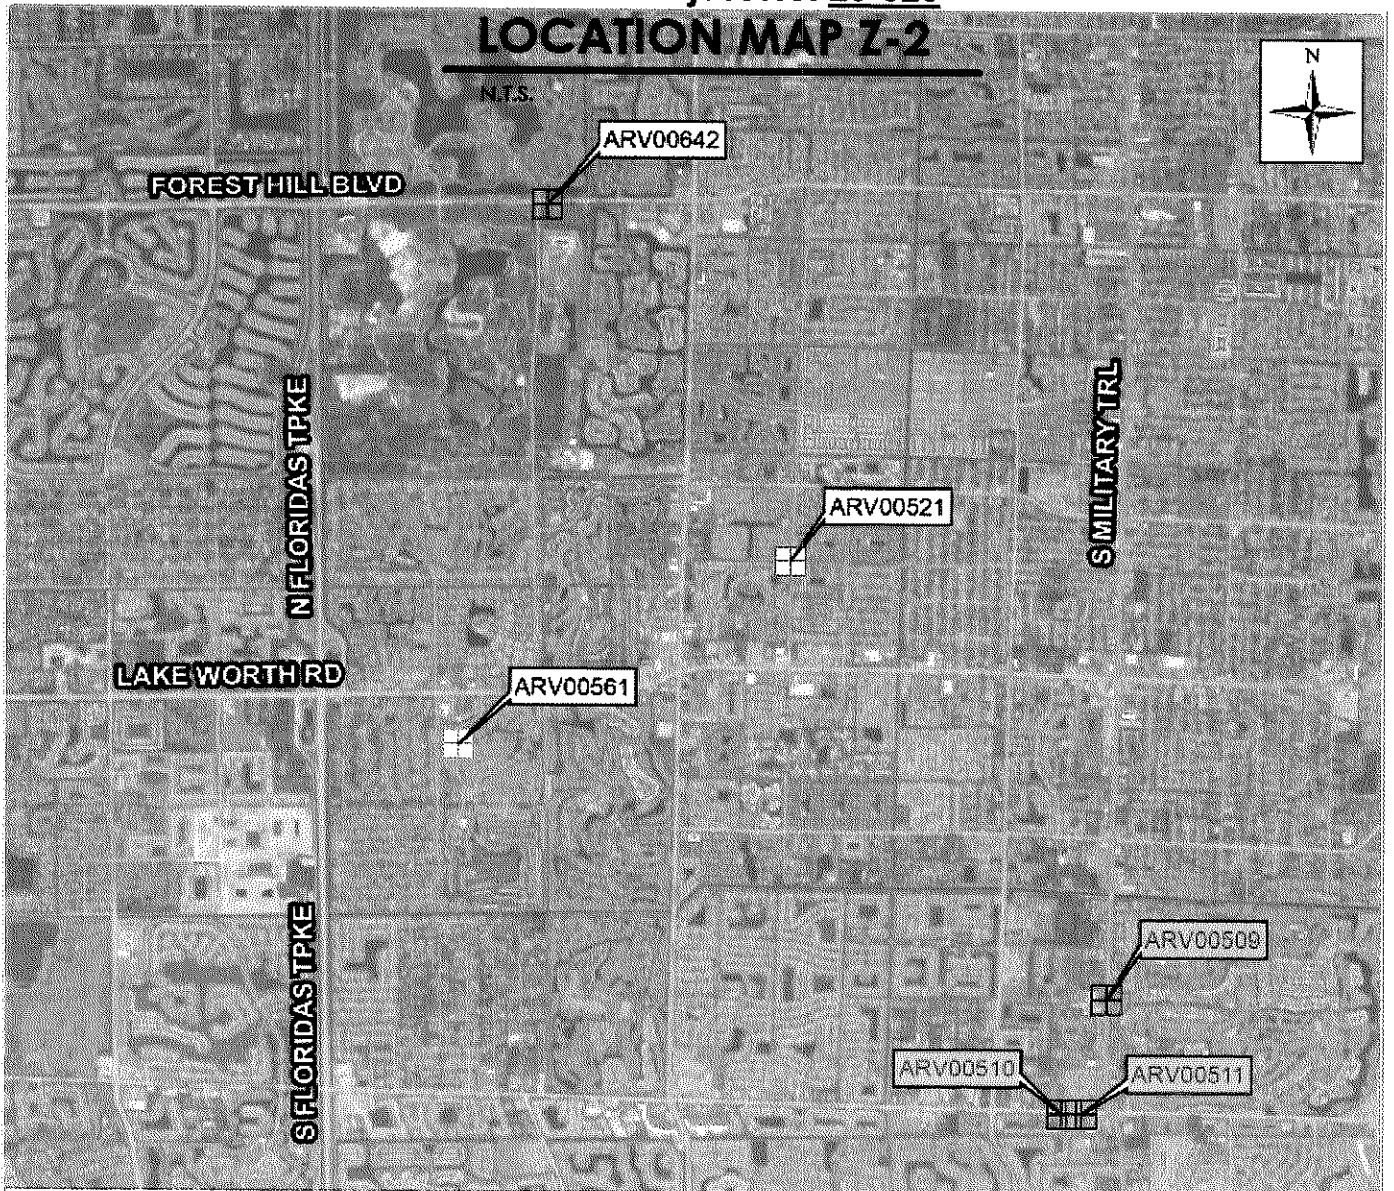 LOCATION MAP Z-2
N.T.S.
N
ARV00642
FOREST HILL BLVD
N FLORIDAS TPKE
S MILITARY TRL
ARV00521
LAKE WORTH RD
ARV00561
S FLORIDAS TPKE
ARV00509
ARV00510
ARV00511